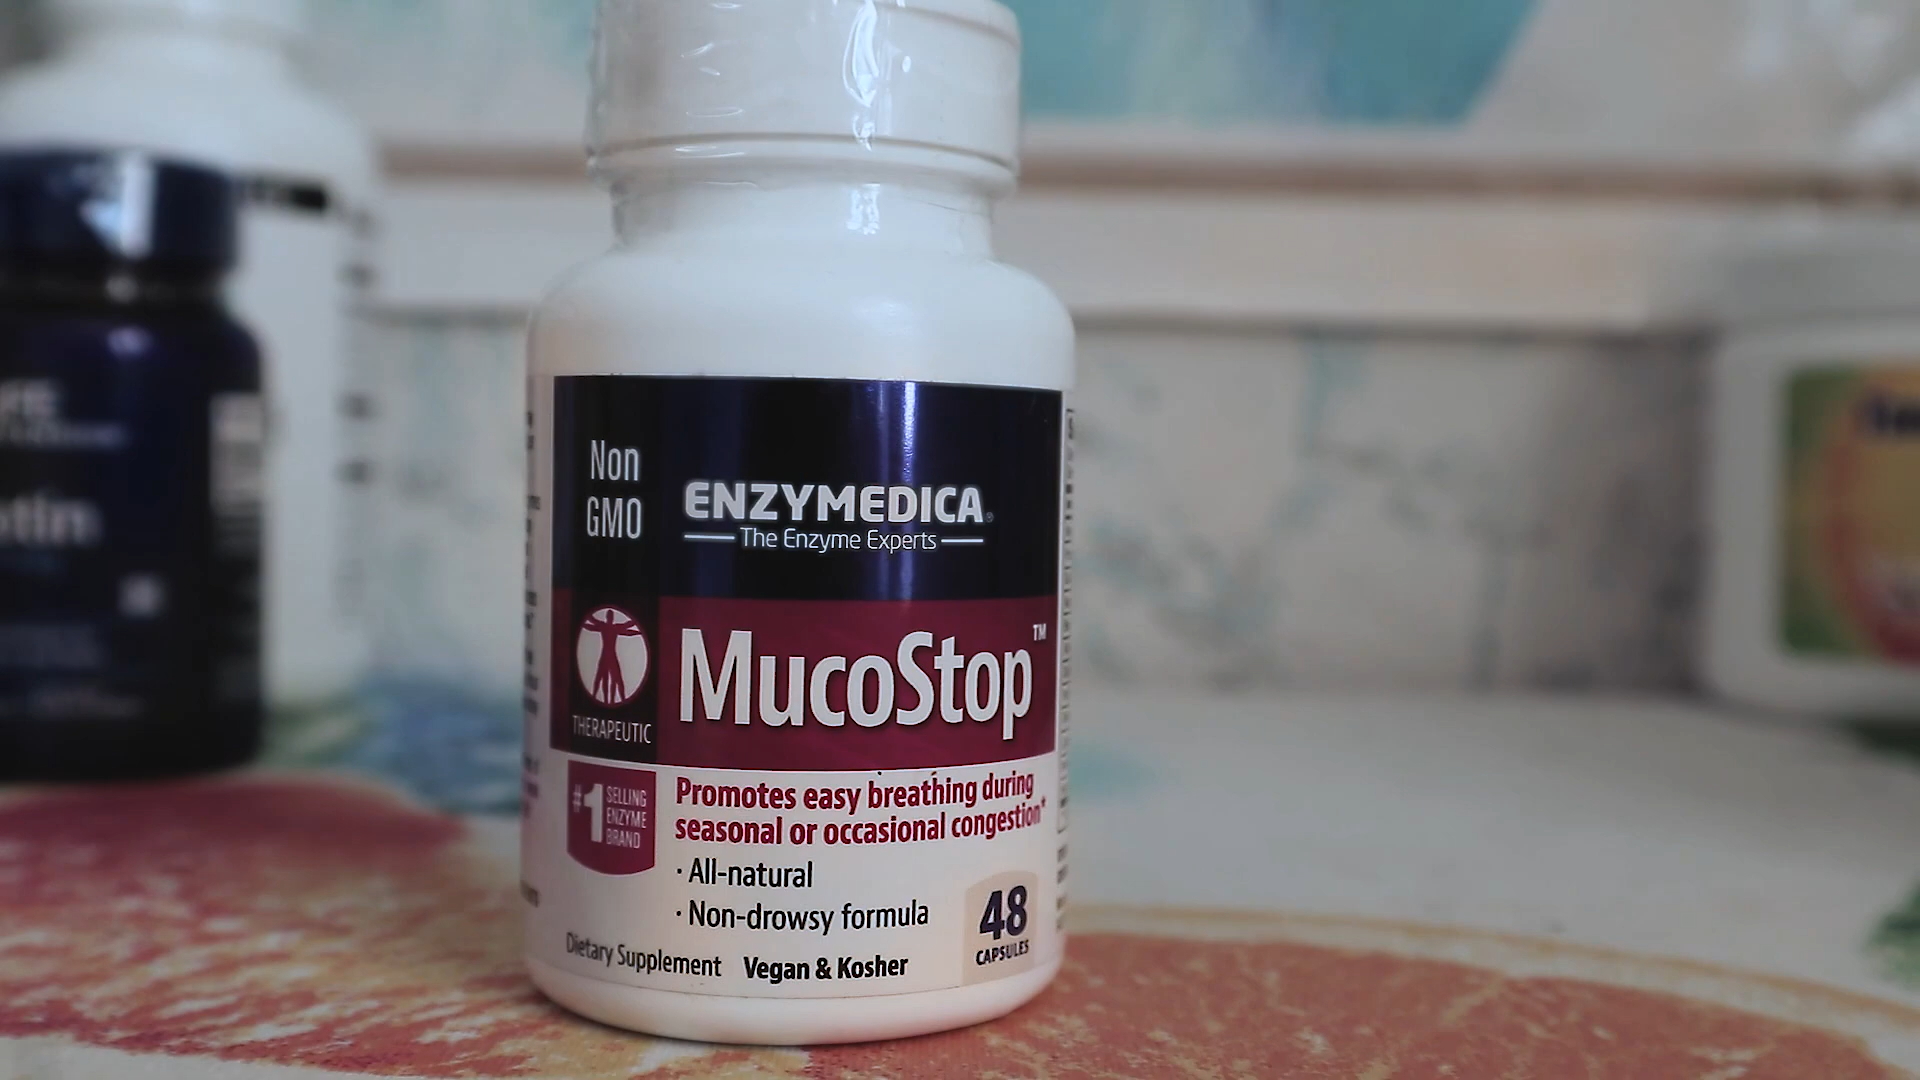 Non
GMO
ENZYMEDICA®
The Enzyme Experts
MucoStop™
THERAPEUTIC
#1 SELLING
ENZYME
BRAND
Promotes easy breathing during
seasonal or occasional congestion*
· All-natural
· Non-drowsy formula
48
CAPSULES
Dietary Supplement Vegan & Kosher
tin